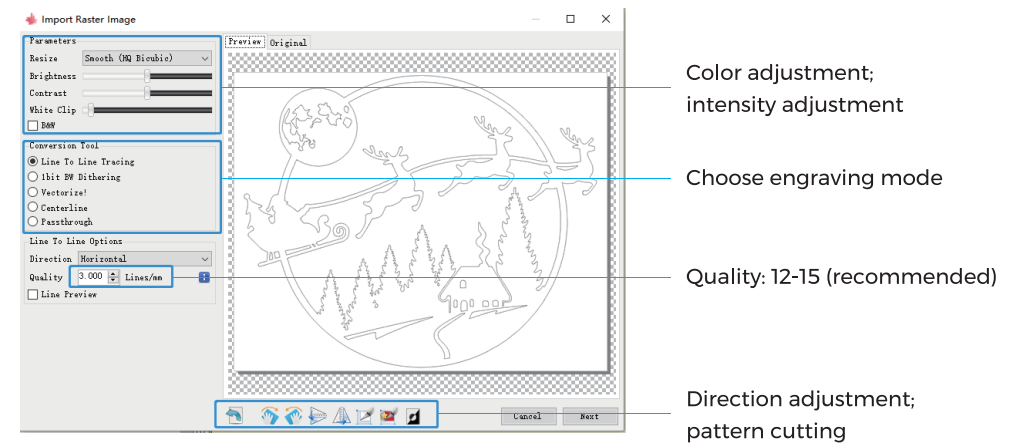 Import Raster Image
Parameters
Resize Smooth (HQ Bicubic)
Brightness
Contrast
White Clip
B&W
Conversion Tool
Line To Line Tracing
1bit BW Dithering
Vectorize!
Centerline
Passthrough
Line To Line Options
Direction Horizontal
Quality 3.000 Lines/mm
Line Preview
Preview Original
Cancel Next
Color adjustment;
intensity adjustment
Choose engraving mode
Quality: 12-15 (recommended)
Direction adjustment;
pattern cutting